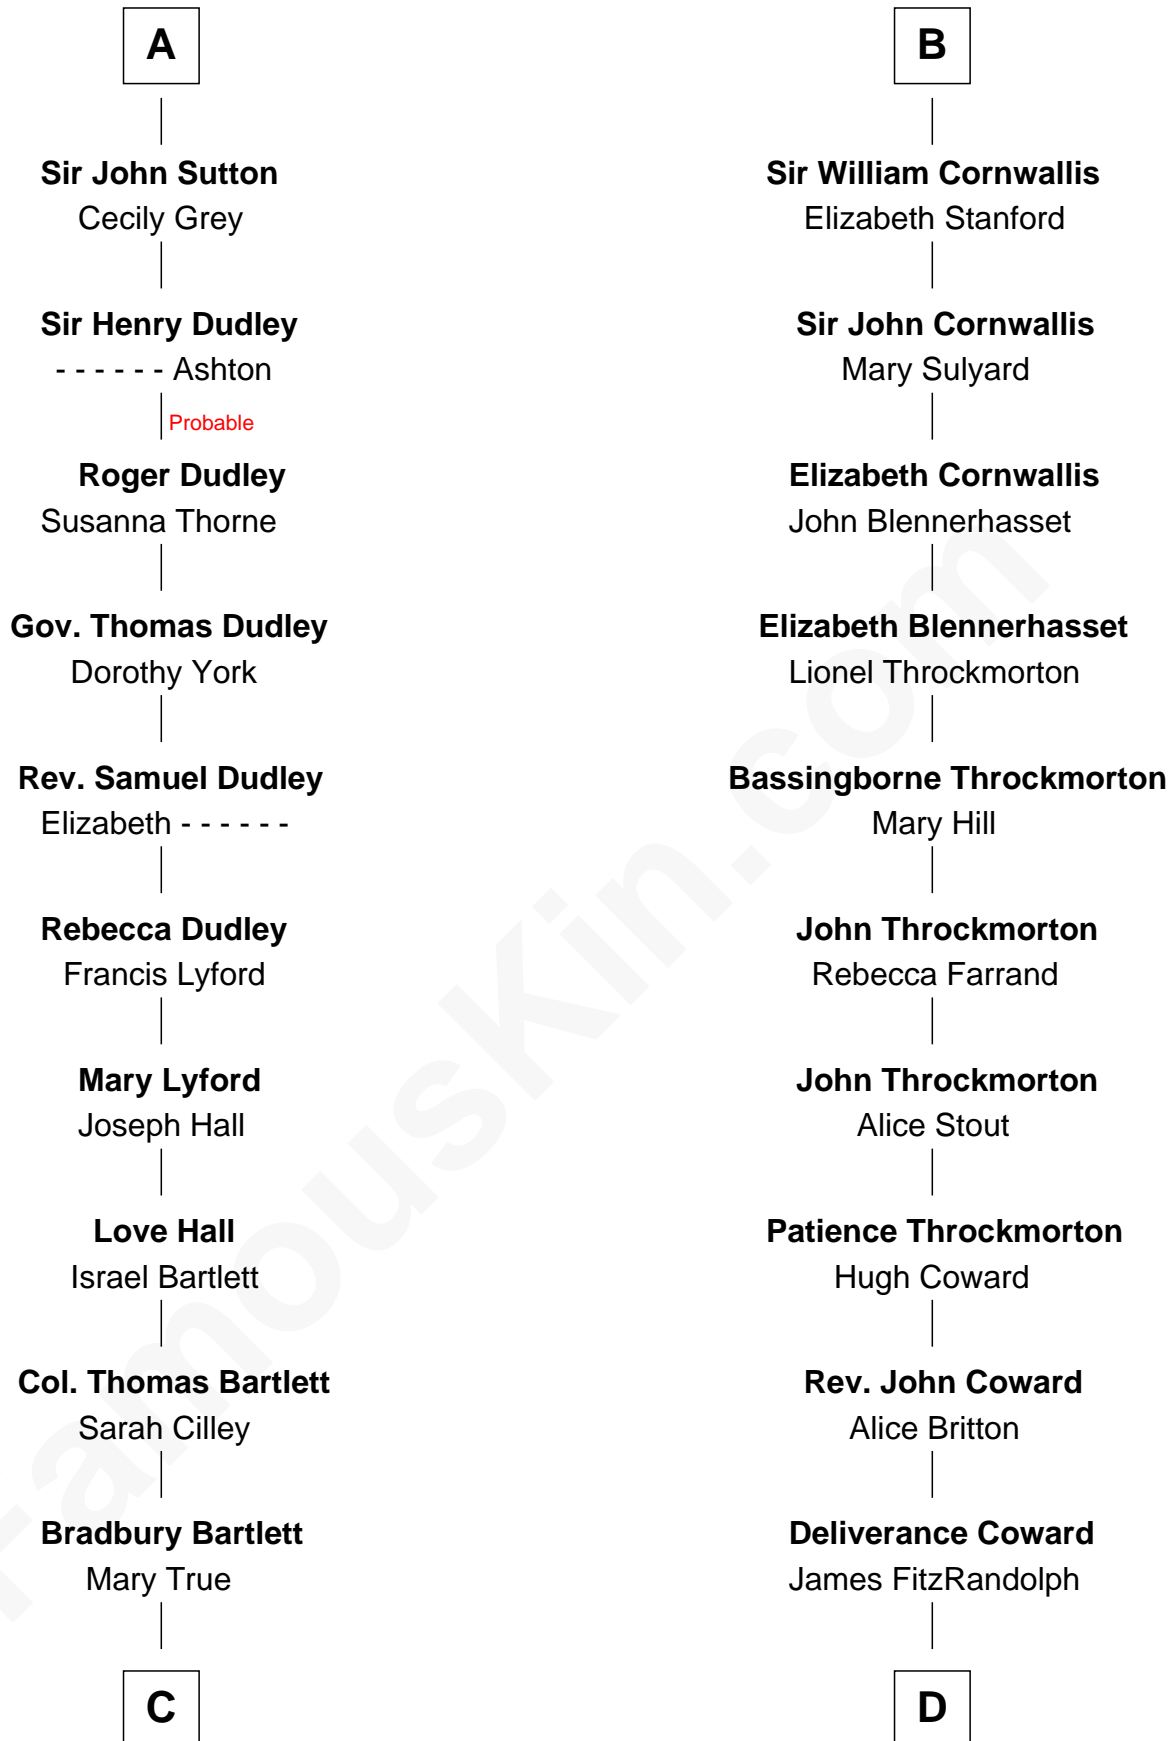 A
Sir John Sutton
Cecily Grey
Sir Henry Dudley
- - - - - - Ashton
Probable
Roger Dudley
Susanna Thorne
Gov. Thomas Dudley
Dorothy York
Rev. Samuel Dudley
Elizabeth - - - - - -
Rebecca Dudley
Francis Lyford
Mary Lyford
Joseph Hall
Love Hall
Israel Bartlett
Col. Thomas Bartlett
Sarah Cilley
Bradbury Bartlett
Mary True
C
B
Sir William Cornwallis
Elizabeth Stanford
Sir John Cornwallis
Mary Sulyard
Elizabeth Cornwallis
John Blennerhasset
Elizabeth Blennerhasset
Lionel Throckmorton
Bassingborne Throckmorton
Mary Hill
John Throckmorton
Rebecca Farrand
John Throckmorton
Alice Stout
Patience Throckmorton
Hugh Coward
Rev. John Coward
Alice Britton
Deliverance Coward
James FitzRandolph
D
FamousKin.com